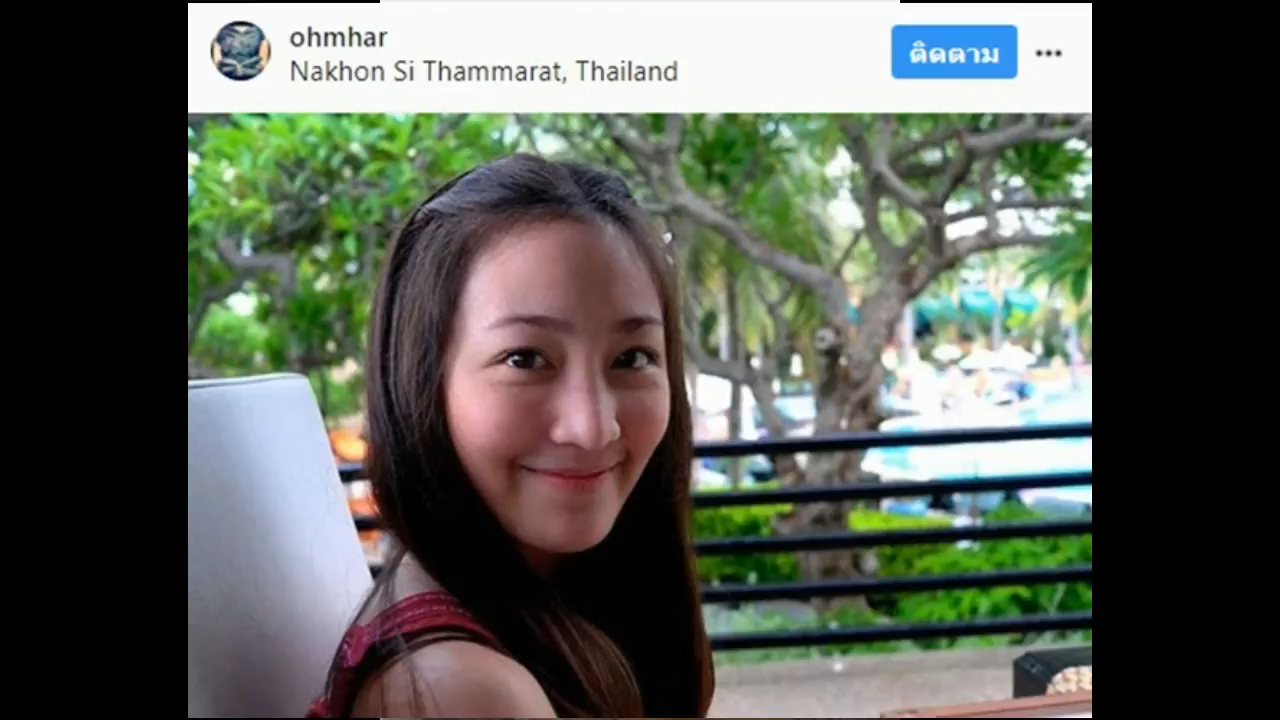 ohmhar
Nakhon Si Thammarat, Thailand
ติดตาม